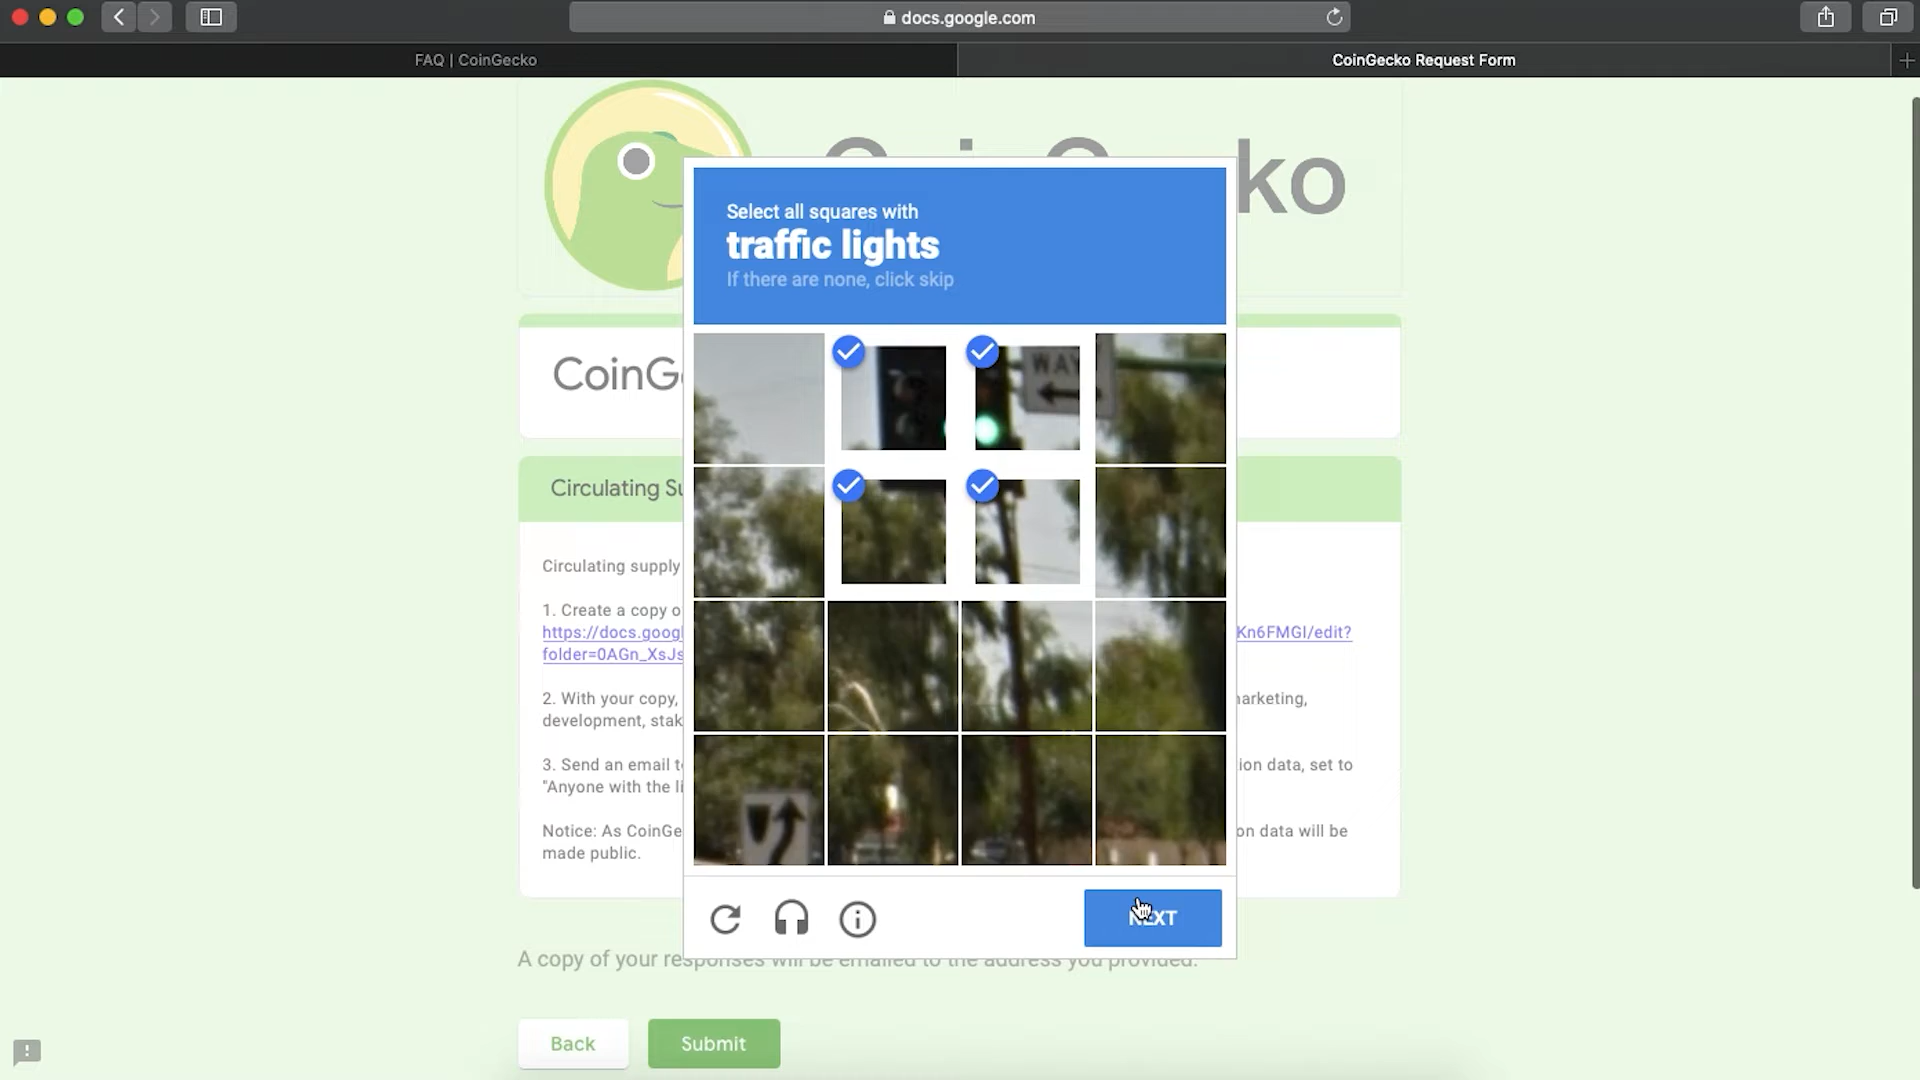 docs.google.com
FAQ | CoinGecko
CoinGecko Request Form
ko
Select all squares with
traffic lights
If there are none, click skip
WAY
CoinG
Circulating Su
Circulating supply
1. Create a copy o
https://docs.googl
Kn6FMGI/edit?
folder=0AGn_XsJs
2. With your copy,
arketing,
development, stak
3. Send an email t
ion data, set to
"Anyone with the li
Notice: As CoinGe
on data will be
made public.
NEXT
A copy of your responses will be emailed to the address you provided.
Back
Submit